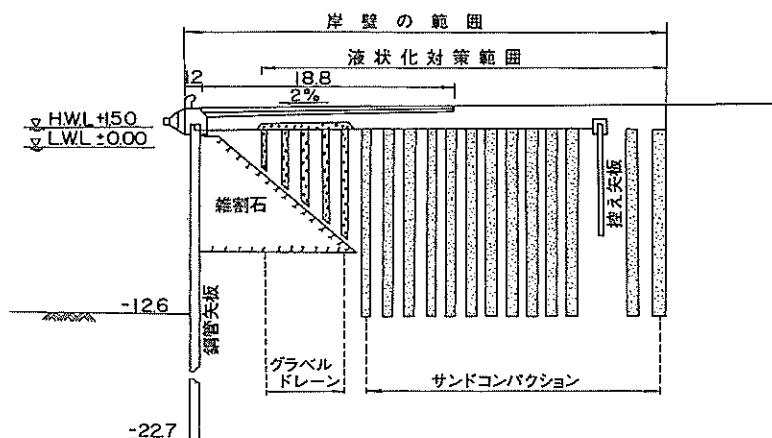 岸壁の範囲
液状化対策範囲
1.2
18.8
2%
H.W.L +1.50
L.W.L ±0.00
雑割石
控え矢板
鋼管矢板
-12.6
グラベル
ドレーン
サンドコンパクション
-22.7